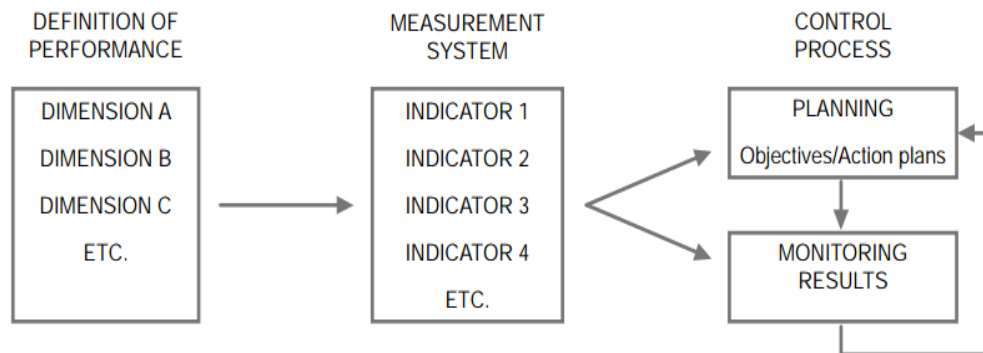 DEFINITION OF
PERFORMANCE
DIMENSION A
DIMENSION B
DIMENSION C
ETC.
MEASUREMENT
SYSTEM
INDICATOR 1
INDICATOR 2
INDICATOR 3
INDICATOR 4
ETC.
CONTROL
PROCESS
PLANNING
Objectives/Action plans
MONITORING
RESULTS